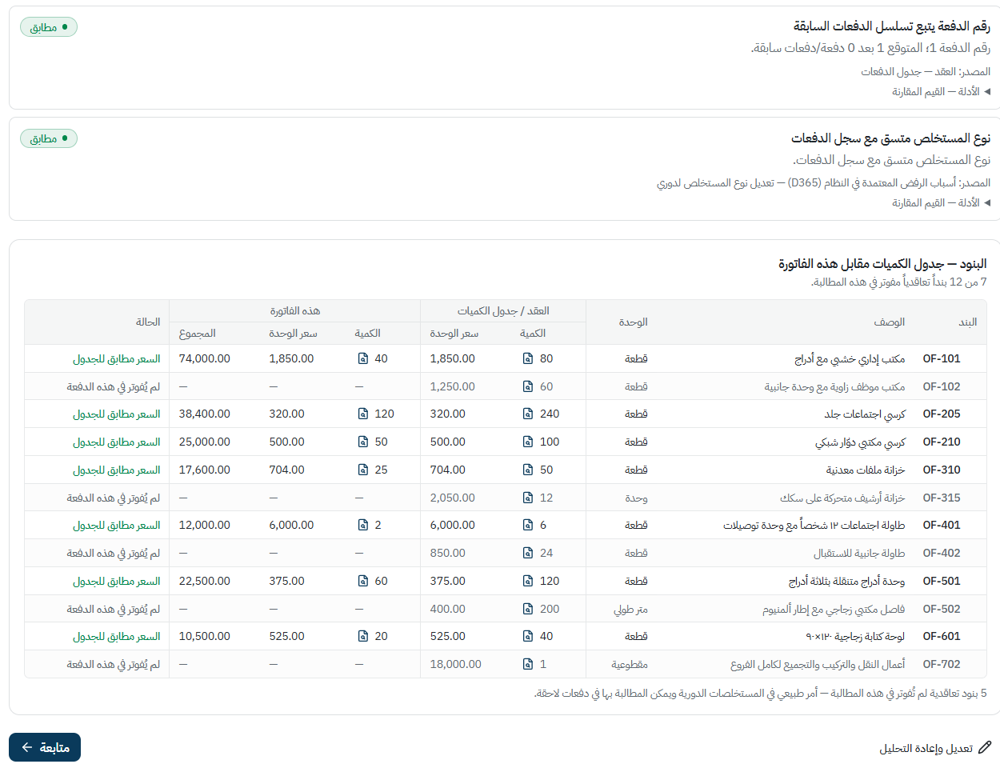 رقم الدفعة يتبع تسلسل الدفعات السابقة
مطابق
رقم الدفعة 1؛ المتوقع 1 بعد 0 دفعة/دفعات سابقة.
المصدر: العقد — جدول الدفعات
◀ الأدلة — القيم المقارنة
نوع المستخلص متسق مع سجل الدفعات
مطابق
نوع المستخلص متسق مع سجل الدفعات.
المصدر: أسباب الرفض المعتمدة في النظام (D365) — تعديل نوع المستخلص لدوري
◀ الأدلة — القيم المقارنة
البنود — جدول الكميات مقابل هذه الفاتورة
7 من 12 بنداً تعاقدياً مفوتر في هذه المطالبة.
البند الوصف الوحدة العقد / جدول الكميات هذه الفاتورة الحالة
الكمية سعر الوحدة الكمية سعر الوحدة المجموع
OF-101 مكتب إداري خشبي مع أدراج قطعة 80 1,850.00 40 1,850.00 74,000.00 السعر مطابق للجدول
OF-102 مكتب موظف زاوية مع وحدة جانبية قطعة 60 1,250.00 — — — لم يُفوتر في هذه الدفعة
OF-205 كرسي اجتماعات جلد قطعة 240 320.00 120 320.00 38,400.00 السعر مطابق للجدول
OF-210 كرسي مكتبي دوّار شبكي قطعة 100 500.00 50 500.00 25,000.00 السعر مطابق للجدول
OF-310 خزانة ملفات معدنية قطعة 50 704.00 25 704.00 17,600.00 السعر مطابق للجدول
OF-315 خزانة أرشيف متحركة على سكك وحدة 12 2,050.00 — — — لم يُفوتر في هذه الدفعة
OF-401 طاولة اجتماعات ١٢ شخصاً مع وحدة توصيلات قطعة 6 6,000.00 2 6,000.00 12,000.00 السعر مطابق للجدول
OF-402 طاولة جانبية للاستقبال قطعة 24 850.00 — — — لم يُفوتر في هذه الدفعة
OF-501 وحدة أدراج متنقلة بثلاثة أدراج قطعة 120 375.00 60 375.00 22,500.00 السعر مطابق للجدول
OF-502 فاصل مكتبي زجاجي مع إطار ألمنيوم متر طولي 200 400.00 — — — لم يُفوتر في هذه الدفعة
OF-601 لوحة كتابة زجاجية ١٢٠×٩٠ قطعة 40 525.00 20 525.00 10,500.00 السعر مطابق للجدول
OF-702 أعمال النقل والتركيب والتجميع لكامل الفروع مقطوعية 1 18,000.00 — — — لم يُفوتر في هذه الدفعة
5 بنود تعاقدية لم تُفوتر في هذه المطالبة — أمر طبيعي في المستخلصات الدورية ويمكن المطالبة بها في دفعات لاحقة.
تعديل وإعادة التحليل
متابعة ←